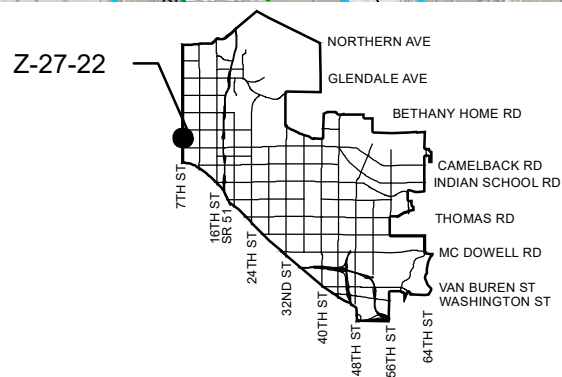 Z-27-22
NORTHERN AVE
GLENDALE AVE
BETHANY HOME RD
CAMELBACK RD
INDIAN SCHOOL RD
THOMAS RD
MC DOWELL RD
VAN BUREN ST
WASHINGTON ST
7TH ST
16TH ST
SR 51
24TH ST
32ND ST
40TH ST
48TH ST
56TH ST
64TH ST